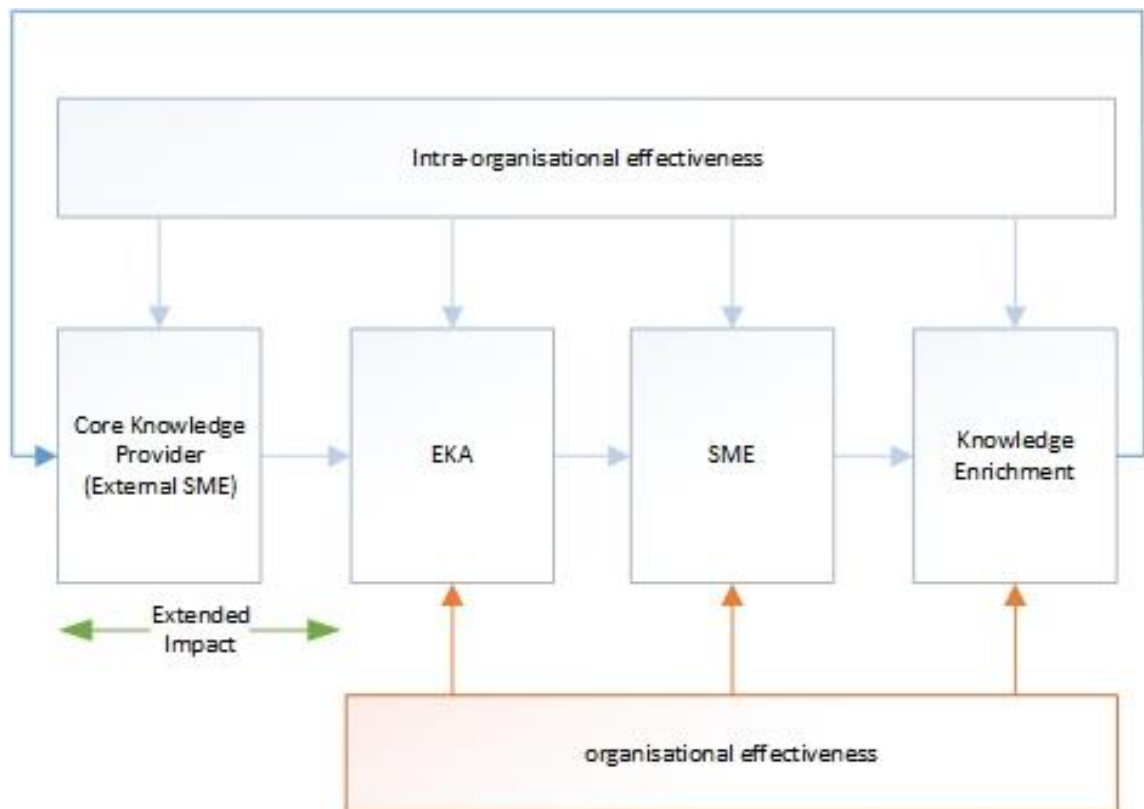 Intra-organisational effectiveness
Core Knowledge
Provider
(External SME)
EKA
SME
Knowledge
Enrichment
Extended
Impact
organisational effectiveness